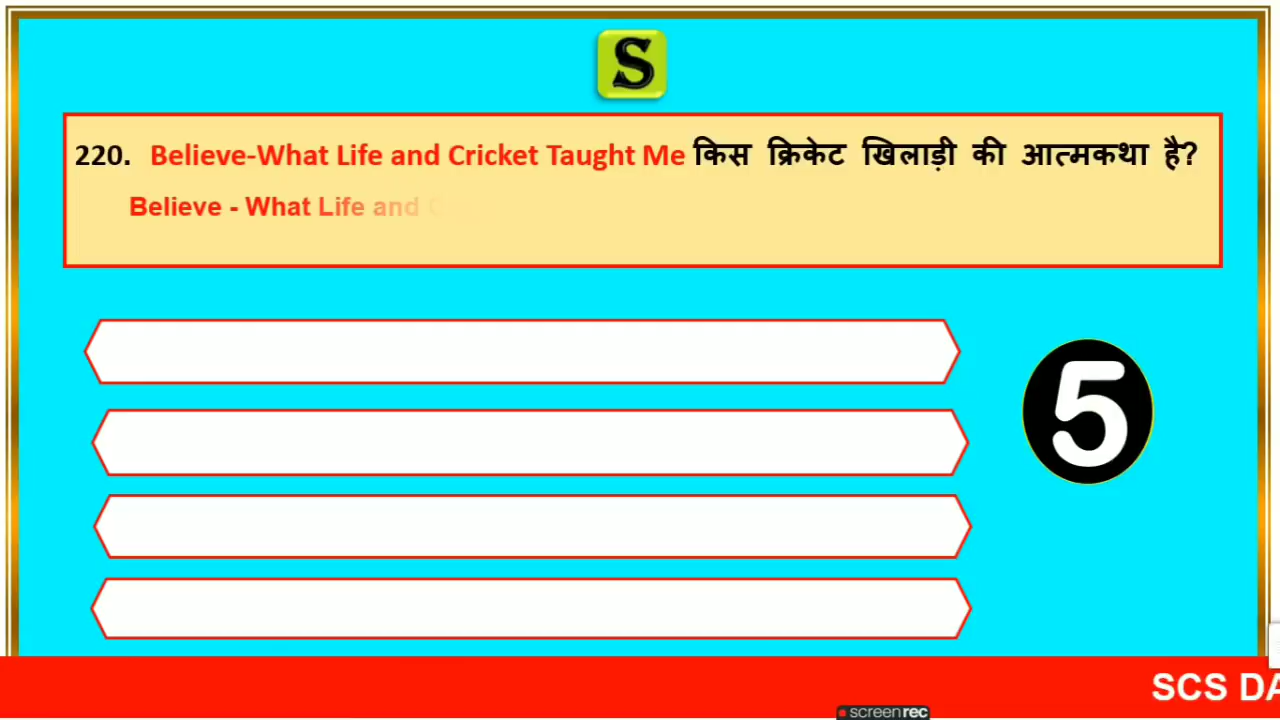 S
220. Believe-What Life and Cricket Taught Me किस क्रिकेट खिलाड़ी की आत्मकथा है?
Believe - What Life and
5
SCS DA
screenrec